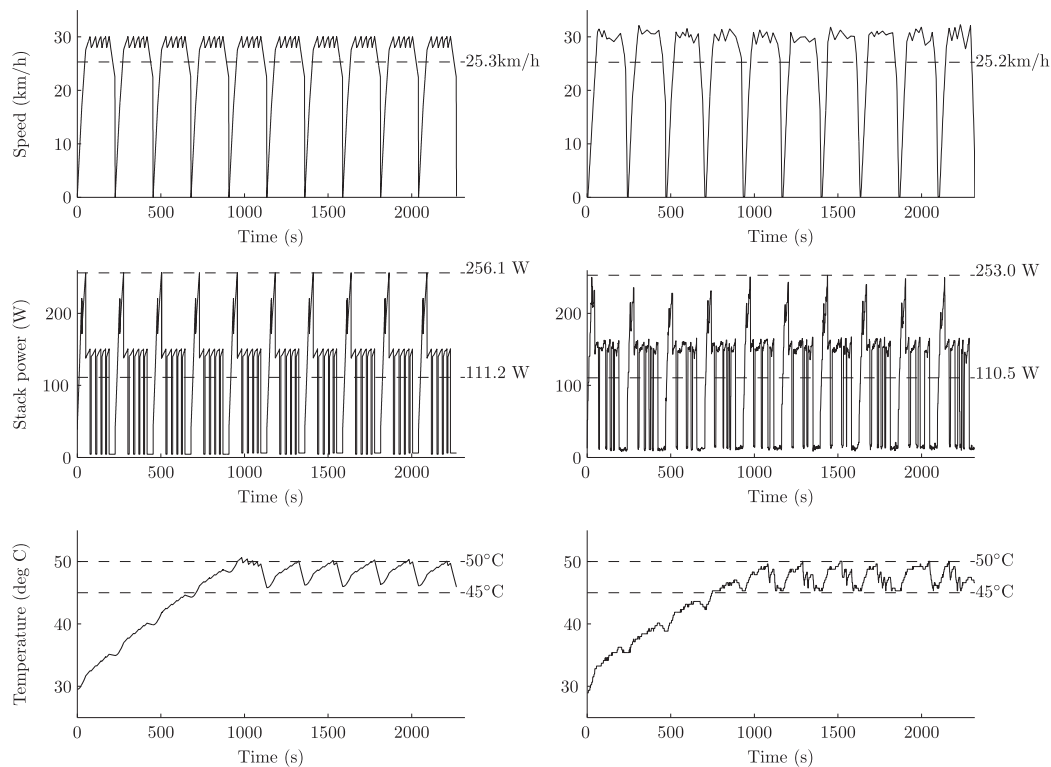 Speed (km/h)
30
20
10
0
25.3km/h
0 500 1000 1500 2000
Time (s)
30
20
10
0
25.2km/h
0 500 1000 1500 2000
Time (s)
Stack power (W)
200
100
0
256.1 W
111.2 W
0 500 1000 1500 2000
Time (s)
200
100
0
253.0 W
110.5 W
0 500 1000 1500 2000
Time (s)
Temperature (deg C)
50
40
30
50°C
45°C
0 500 1000 1500 2000
Time (s)
50
40
30
50°C
45°C
0 500 1000 1500 2000
Time (s)